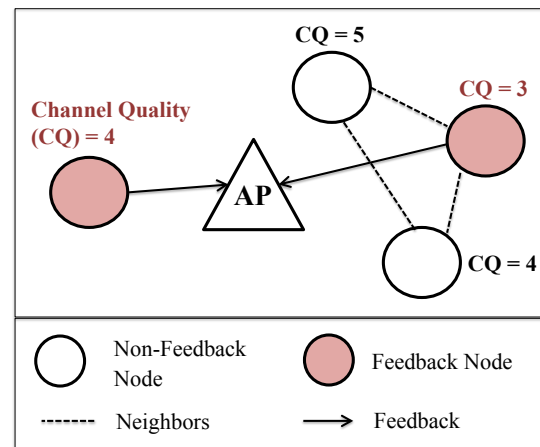 CQ = 5
CQ = 3
Channel Quality
(CQ) = 4
AP
CQ = 4
Non-Feedback
Node
Feedback Node
Neighbors
Feedback